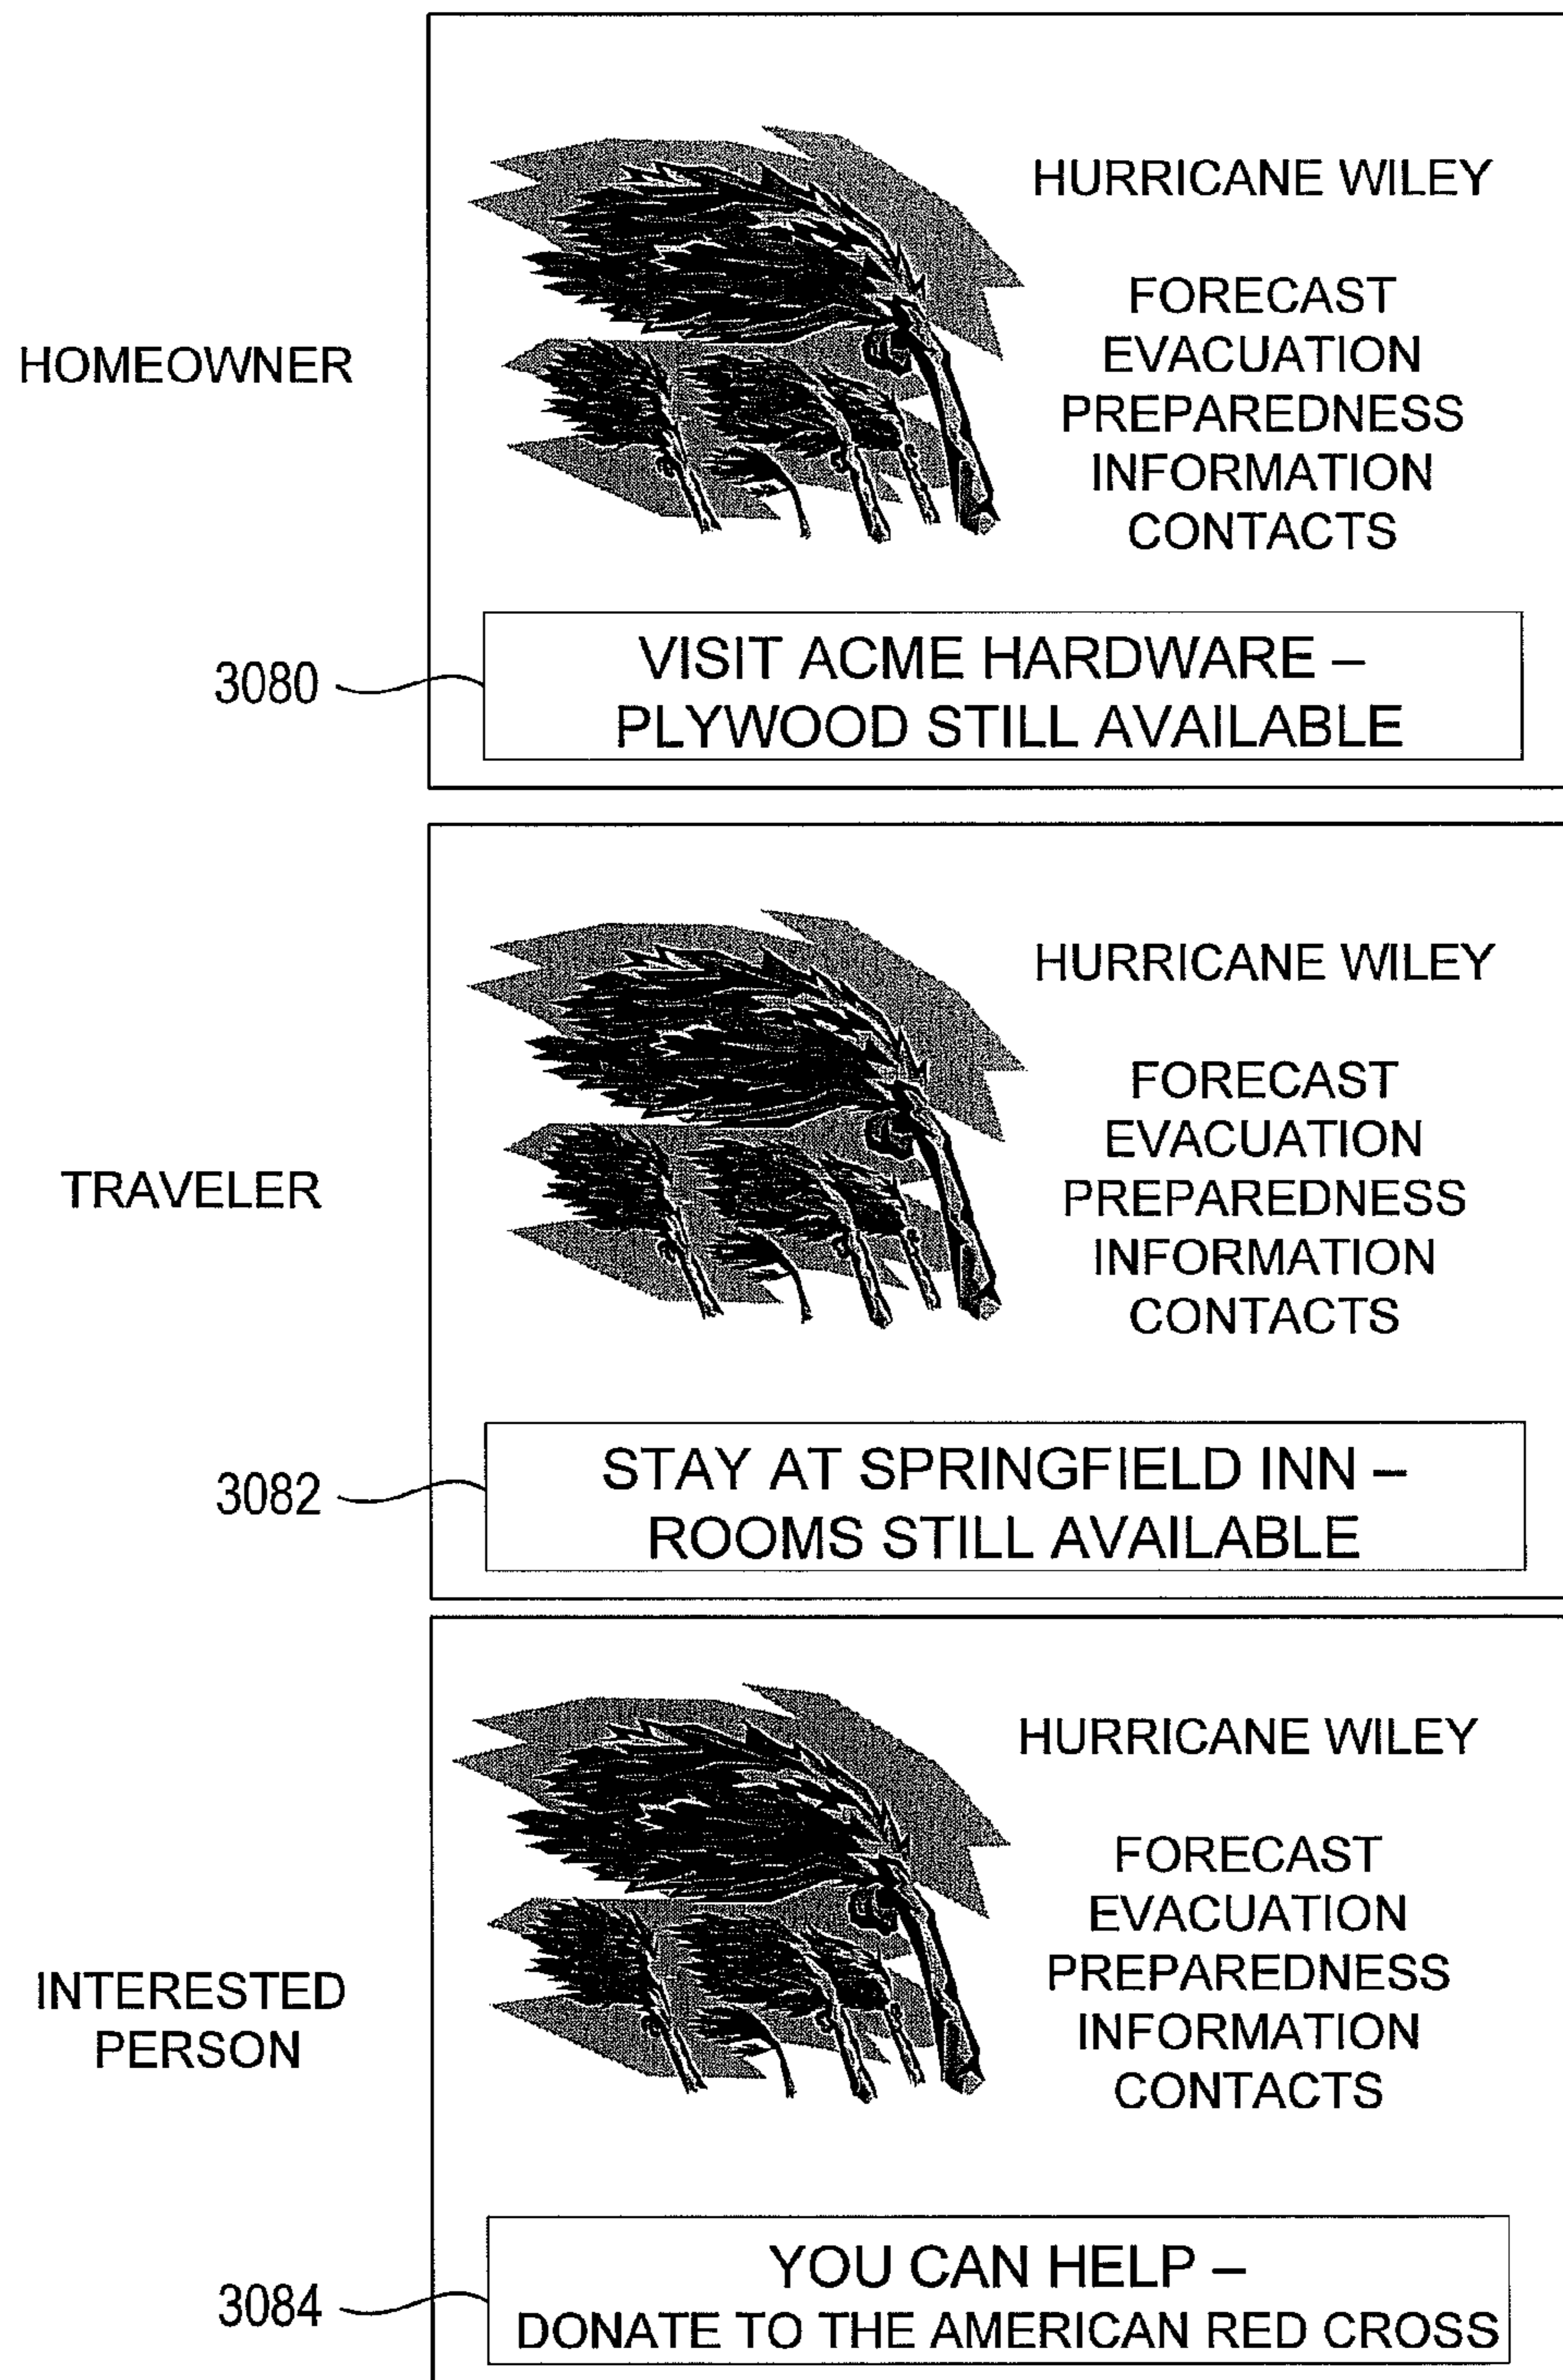 HOMEOWNER
HURRICANE WILEY
FORECAST
EVACUATION
PREPAREDNESS
INFORMATION
CONTACTS
3080
VISIT ACME HARDWARE –
PLYWOOD STILL AVAILABLE
TRAVELER
HURRICANE WILEY
FORECAST
EVACUATION
PREPAREDNESS
INFORMATION
CONTACTS
3082
STAY AT SPRINGFIELD INN –
ROOMS STILL AVAILABLE
INTERESTED
PERSON
HURRICANE WILEY
FORECAST
EVACUATION
PREPAREDNESS
INFORMATION
CONTACTS
3084
YOU CAN HELP –
DONATE TO THE AMERICAN RED CROSS